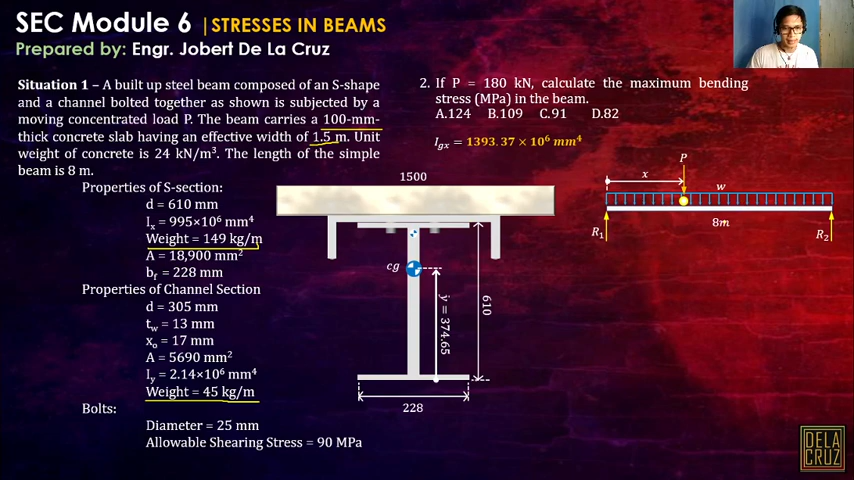 SEC Module 6 | STRESSES IN BEAMS
Prepared by: Engr. Jobert De La Cruz
Situation 1 – A built up steel beam composed of an S-shape
and a channel bolted together as shown is subjected by a
moving concentrated load P. The beam carries a 100-mm-
thick concrete slab having an effective width of 1.5 m. Unit
weight of concrete is 24 kN/m³. The length of the simple
beam is 8 m.
Properties of S-section:
d = 610 mm
Iₓ = 995×10⁶ mm⁴
Weight = 149 kg/m
A = 18,900 mm²
b_f = 228 mm
Properties of Channel Section
d = 305 mm
t_w = 13 mm
x_o = 17 mm
A = 5690 mm²
I_y = 2.14×10⁶ mm⁴
Weight = 45 kg/m
Bolts:
Diameter = 25 mm
Allowable Shearing Stress = 90 MPa
1500
cg
ȳ = 374.65
610
228
2. If P = 180 kN, calculate the maximum bending
stress (MPa) in the beam.
A.124 B.109 C.91 D.82
I_gx = 1393.37 × 10⁶ mm⁴
P
x
w
8m
R₁
R₂
DELA
CRUZ